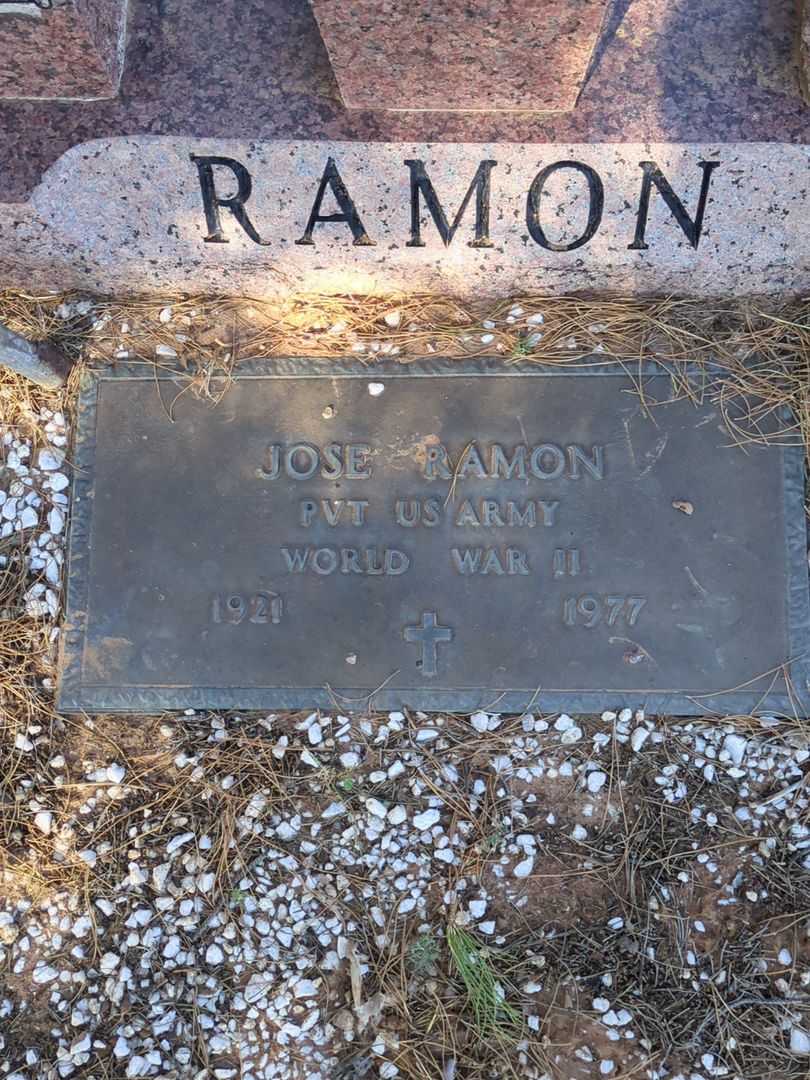 RAMON
JOSE RAMON
PVT US ARMY
WORLD WAR II
1921 1977